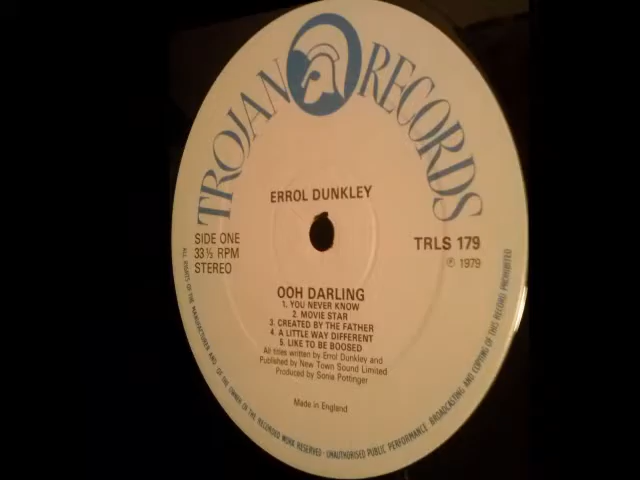 TROJAN RECORDS
ERROL DUNKLEY
SIDE ONE
33⅓ RPM
STEREO
TRLS 179
℗ 1979
OOH DARLING
1. YOU NEVER KNOW
2. MOVIE STAR
3. CREATED BY THE FATHER
4. A LITTLE WAY DIFFERENT
5. LIKE TO BE BOOSED
All titles written by Errol Dunkley and
Published by New Town Sound Limited
Produced by Sonia Pottinger
Made in England
ALL RIGHTS OF THE MANUFACTURER AND OF THE OWNER OF THE RECORDED WORK RESERVED · UNAUTHORISED PUBLIC PERFORMANCE BROADCASTING AND COPYING OF THIS RECORD PROHIBITED